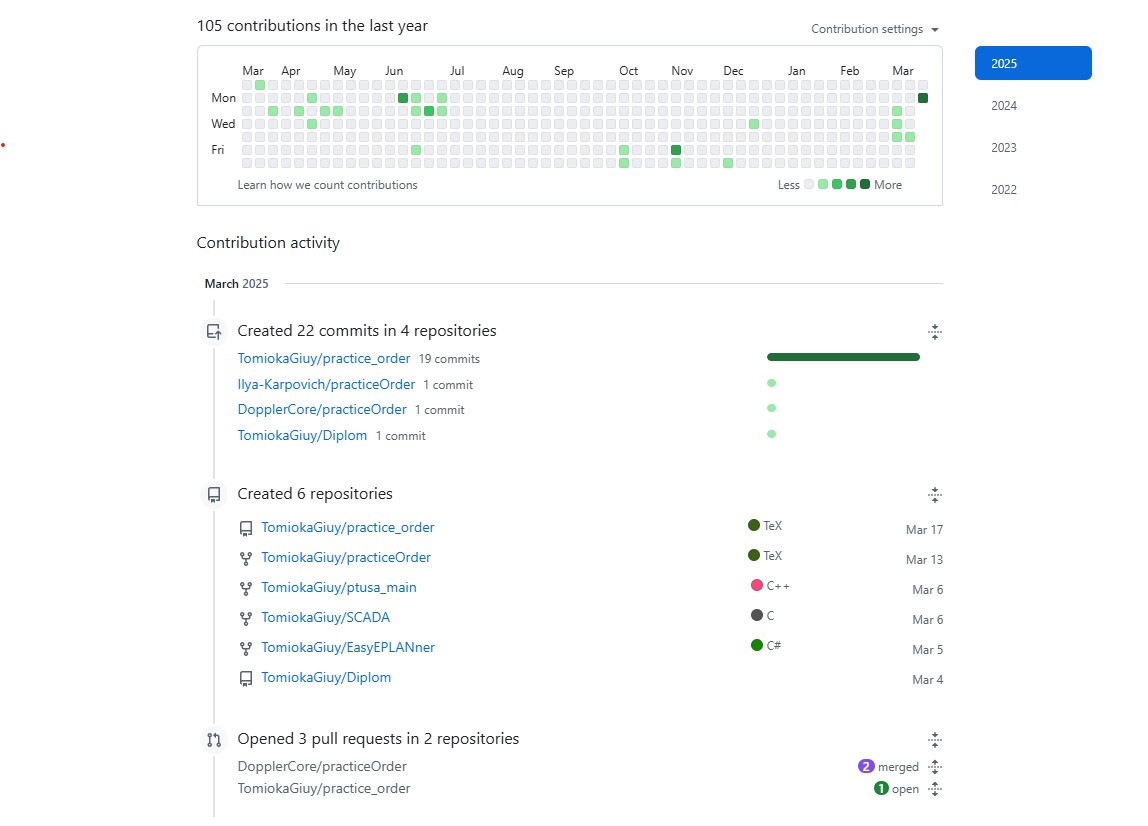 105 contributions in the last year
Contribution settings
2025
2024
2023
2022
Mar Apr May Jun Jul Aug Sep Oct Nov Dec Jan Feb Mar
Mon
Wed
Fri
Learn how we count contributions
Less More
Contribution activity
March 2025
Created 22 commits in 4 repositories
TomiokaGiuy/practice_order 19 commits
Ilya-Karpovich/practiceOrder 1 commit
DopplerCore/practiceOrder 1 commit
TomiokaGiuy/Diplom 1 commit
Created 6 repositories
TomiokaGiuy/practice_order TeX Mar 17
TomiokaGiuy/practiceOrder TeX Mar 13
TomiokaGiuy/ptusa_main C++ Mar 6
TomiokaGiuy/SCADA C Mar 6
TomiokaGiuy/EasyEPLANner C# Mar 5
TomiokaGiuy/Diplom Mar 4
Opened 3 pull requests in 2 repositories
DopplerCore/practiceOrder 2 merged
TomiokaGiuy/practice_order 1 open